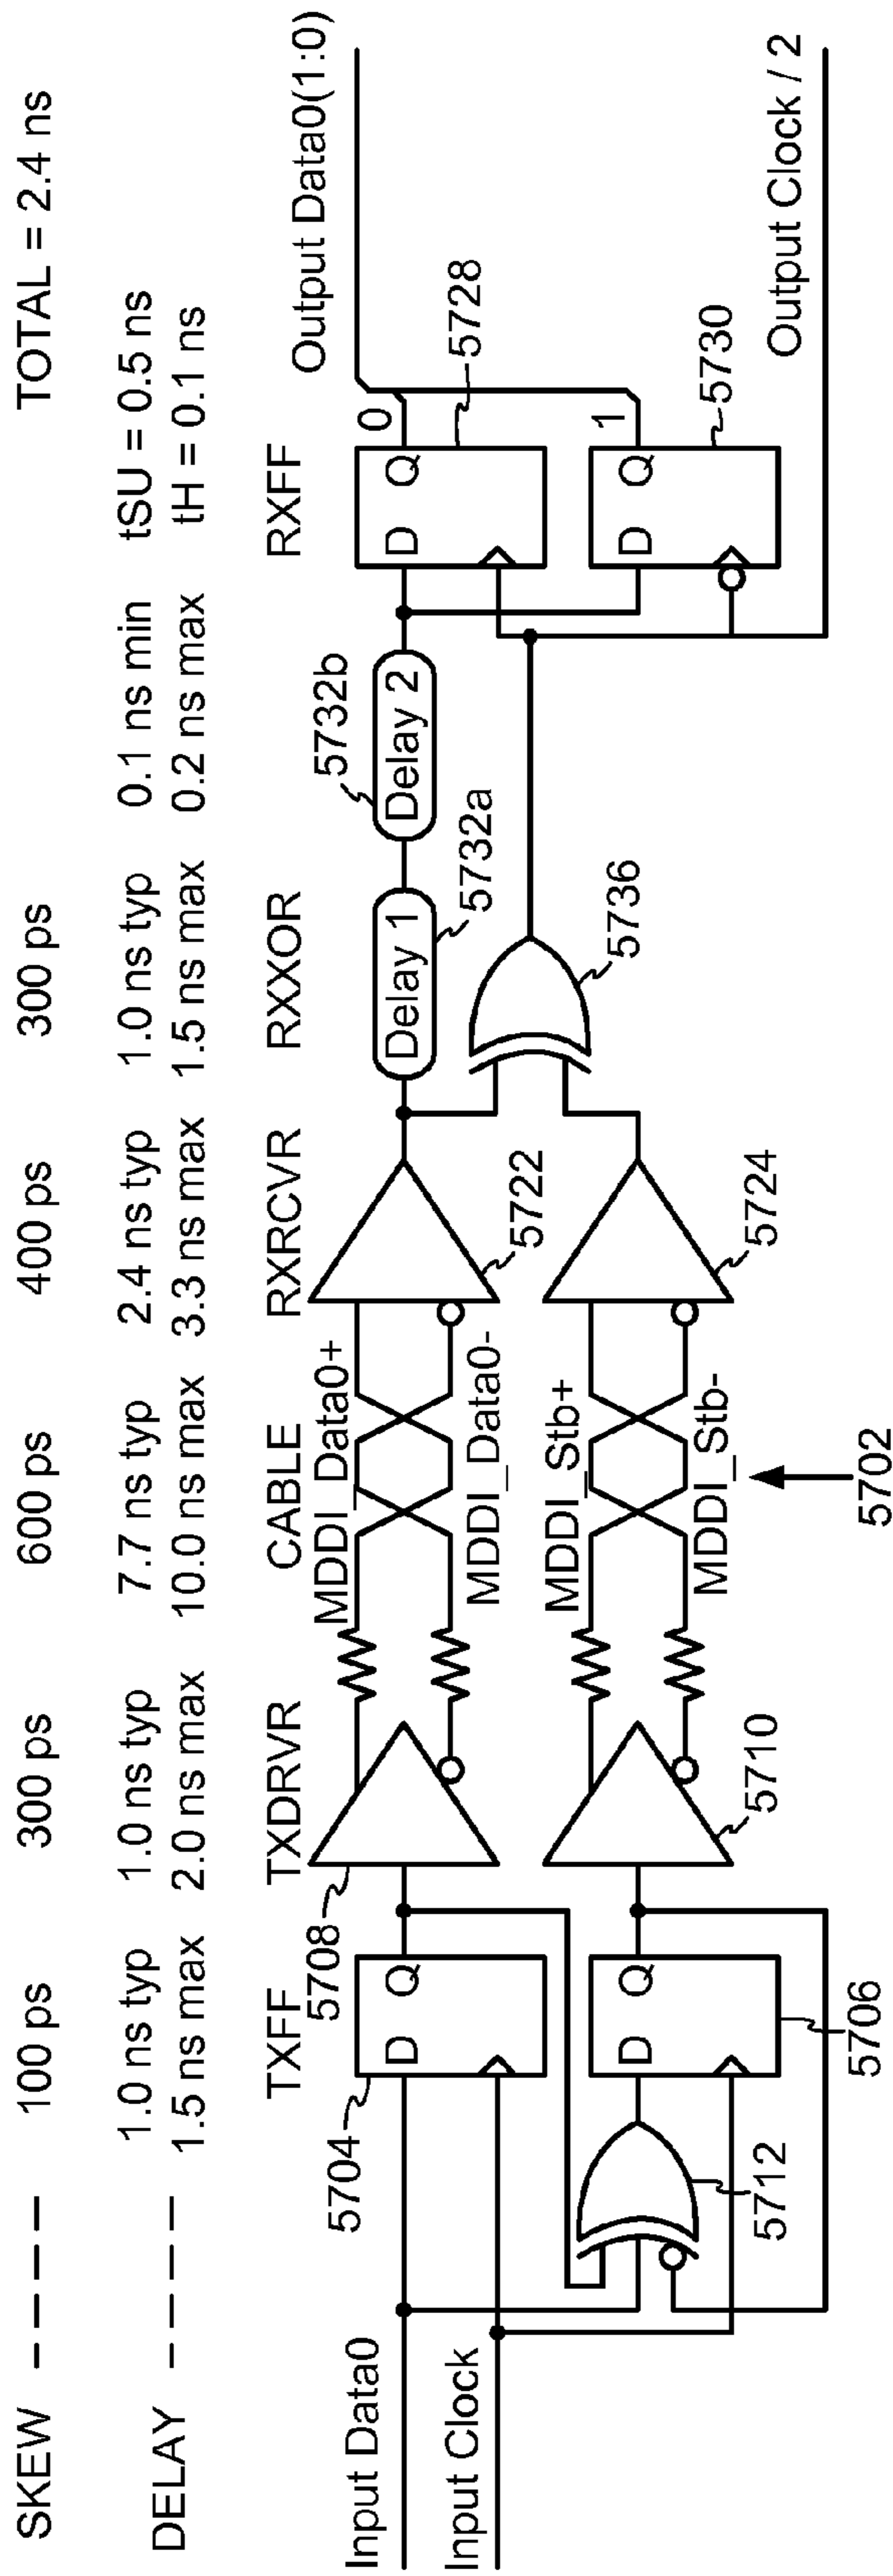 SKEW ---- 100 ps 300 ps 600 ps 400 ps 300 ps TOTAL = 2.4 ns
DELAY ---- 1.0 ns typ 1.0 ns typ 7.7 ns typ 2.4 ns typ 1.0 ns typ 0.1 ns min tSU = 0.5 ns
1.5 ns max 2.0 ns max 10.0 ns max 3.3 ns max 1.5 ns max 0.2 ns max tH = 0.1 ns
TXFF TXDRVR CABLE RXRCVR RXXOR RXFF
5704 5708 MDDI_Data0+ 5732b Output Data0(1:0)
Input Data0 D Q Delay 1 Delay 2 D Q 0
MDDI_Data0- 5722 5732a 5728
Input Clock
MDDI_Stb+
D Q 5736 D Q 1
5712 5706 5710 MDDI_Stb- 5724 5730
5702 Output Clock / 2